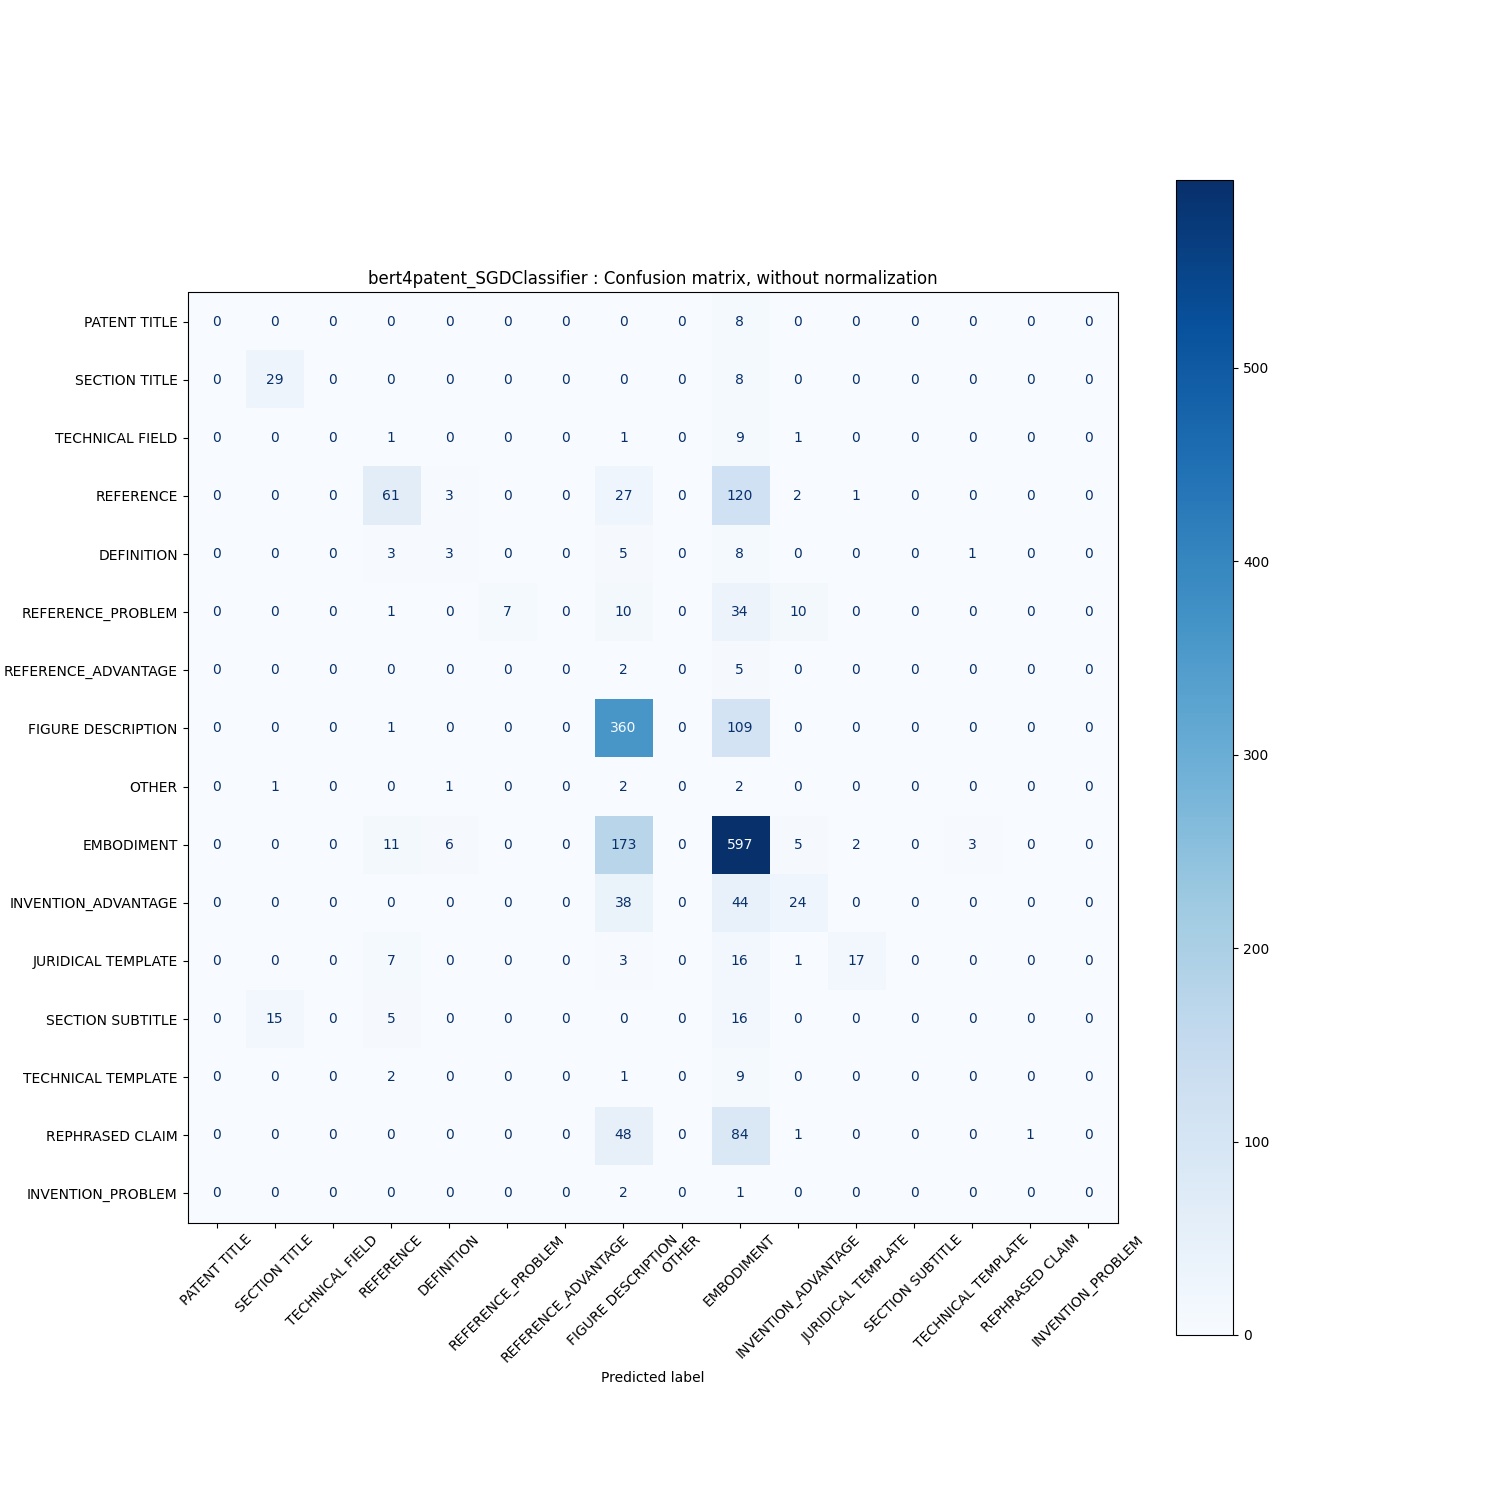 bert4patent_SGDClassifier : Confusion matrix, without normalization
PATENT TITLE 0 0 0 0 0 0 0 0 0 8 0 0 0 0 0 0
SECTION TITLE 0 29 0 0 0 0 0 0 0 8 0 0 0 0 0 0
TECHNICAL FIELD 0 0 0 1 0 0 0 1 0 9 1 0 0 0 0 0
REFERENCE 0 0 0 61 3 0 0 27 0 120 2 1 0 0 0 0
DEFINITION 0 0 0 3 3 0 0 5 0 8 0 0 0 1 0 0
REFERENCE_PROBLEM 0 0 0 1 0 7 0 10 0 34 10 0 0 0 0 0
REFERENCE_ADVANTAGE 0 0 0 0 0 0 0 2 0 5 0 0 0 0 0 0
FIGURE DESCRIPTION 0 0 0 1 0 0 0 360 0 109 0 0 0 0 0 0
OTHER 0 1 0 0 1 0 0 2 0 2 0 0 0 0 0 0
EMBODIMENT 0 0 0 11 6 0 0 173 0 597 5 2 0 3 0 0
INVENTION_ADVANTAGE 0 0 0 0 0 0 0 38 0 44 24 0 0 0 0 0
JURIDICAL TEMPLATE 0 0 0 7 0 0 0 3 0 16 1 17 0 0 0 0
SECTION SUBTITLE 0 15 0 5 0 0 0 0 0 16 0 0 0 0 0 0
TECHNICAL TEMPLATE 0 0 0 2 0 0 0 1 0 9 0 0 0 0 0 0
REPHRASED CLAIM 0 0 0 0 0 0 0 48 0 84 1 0 0 0 1 0
INVENTION_PROBLEM 0 0 0 0 0 0 0 2 0 1 0 0 0 0 0 0
PATENT TITLE
SECTION TITLE
TECHNICAL FIELD
REFERENCE
DEFINITION
REFERENCE_PROBLEM
REFERENCE_ADVANTAGE
FIGURE DESCRIPTION
OTHER
EMBODIMENT
INVENTION_ADVANTAGE
JURIDICAL TEMPLATE
SECTION SUBTITLE
TECHNICAL TEMPLATE
REPHRASED CLAIM
INVENTION_PROBLEM
Predicted label
500
400
300
200
100
0